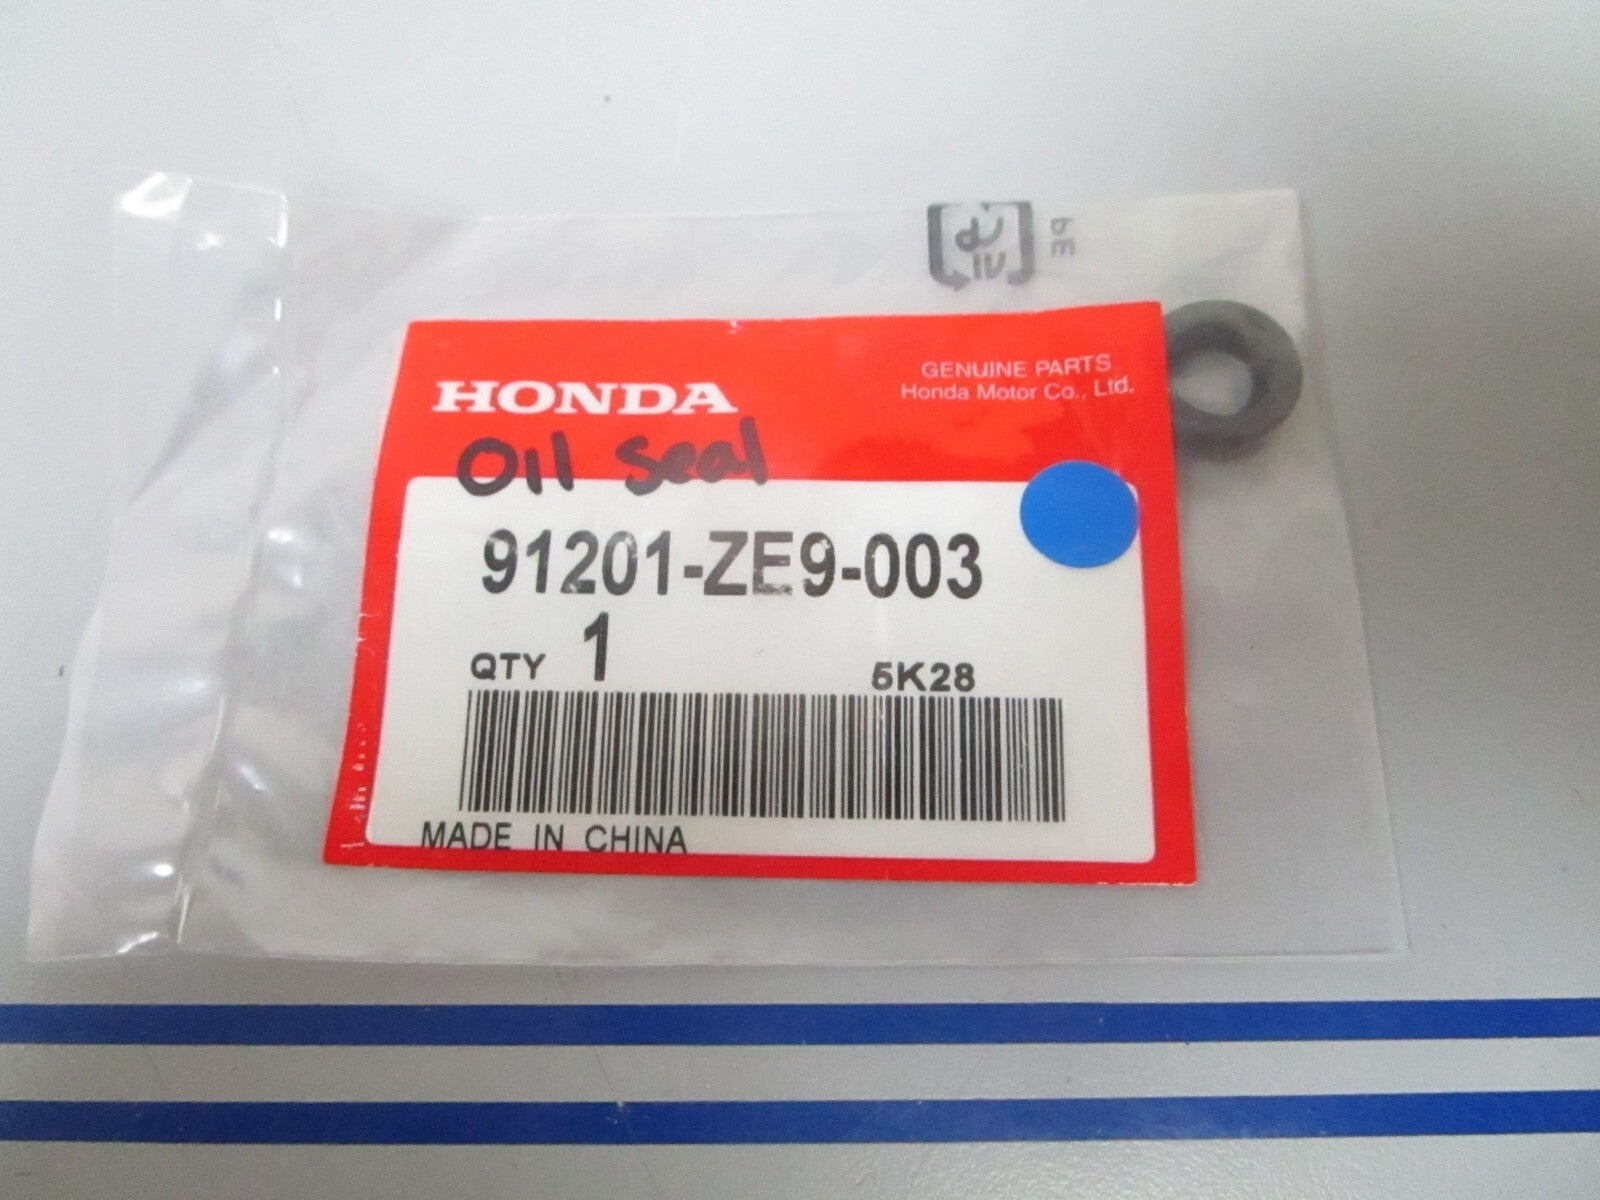 HONDA
GENUINE PARTS
Honda Motor Co., Ltd.
Oil seal
91201-ZE9-003
QTY 1
5K28
MADE IN CHINA